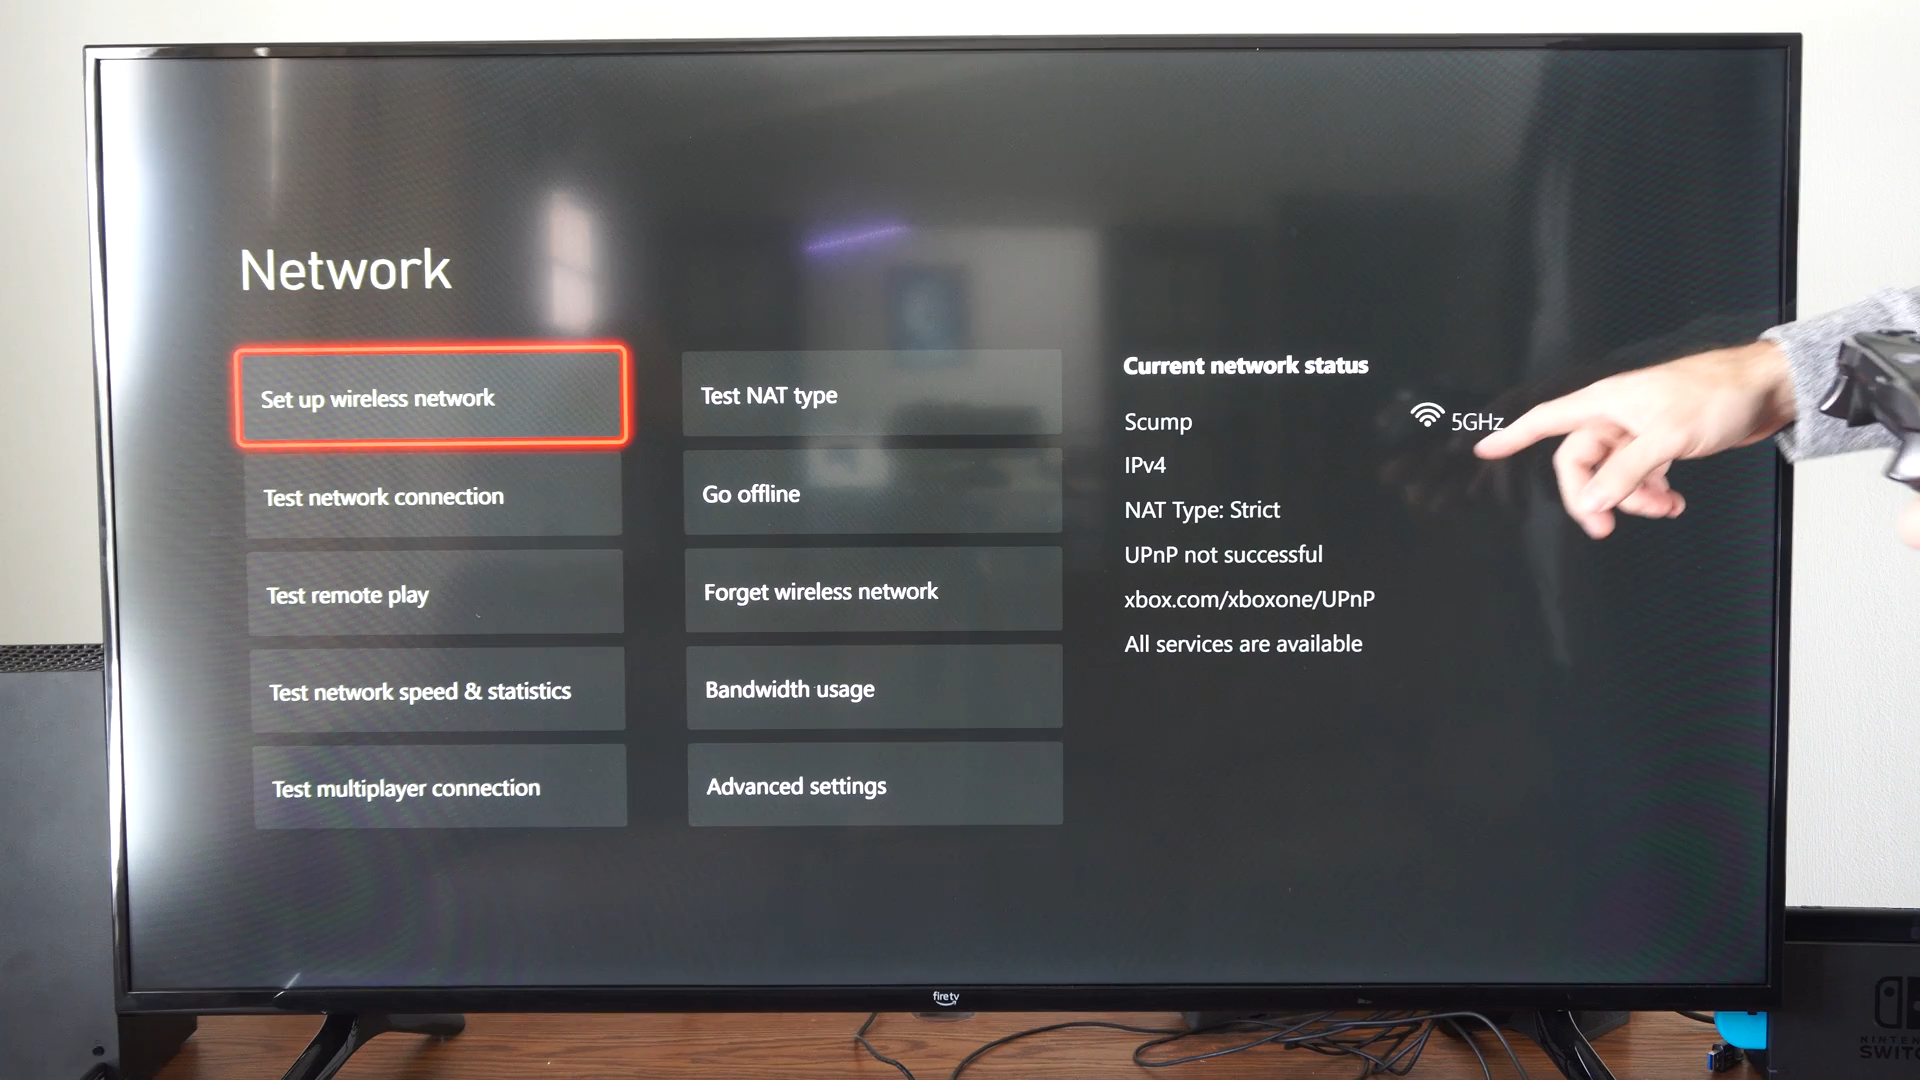 Network
Set up wireless network
Test network connection
Test remote play
Test network speed & statistics
Test multiplayer connection
Test NAT type
Go offline
Forget wireless network
Bandwidth usage
Advanced settings
Current network status
Scump 5GHz
IPv4
NAT Type: Strict
UPnP not successful
xbox.com/xboxone/UPnP
All services are available
firetv